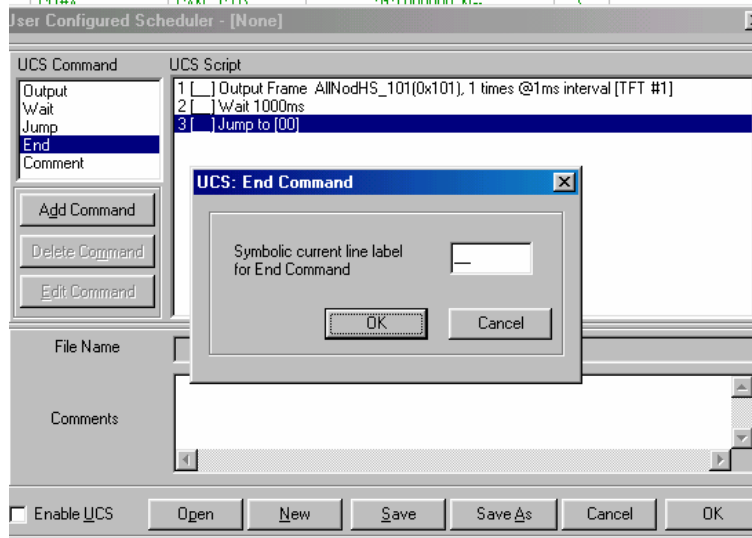 User Configured Scheduler - [None]
UCS Command
UCS Script
Output
Wait
Jump
End
Comment
1 [__] Output Frame AllNodHS_101(0x101), 1 times @1ms interval [TFT #1]
2 [__] Wait 1000ms
3 [__] Jump to [00]
Add Command
Delete Command
Edit Command
UCS: End Command
Symbolic current line label
for End Command
__
OK
Cancel
File Name
Comments
Enable UCS
Open
New
Save
Save As
Cancel
OK